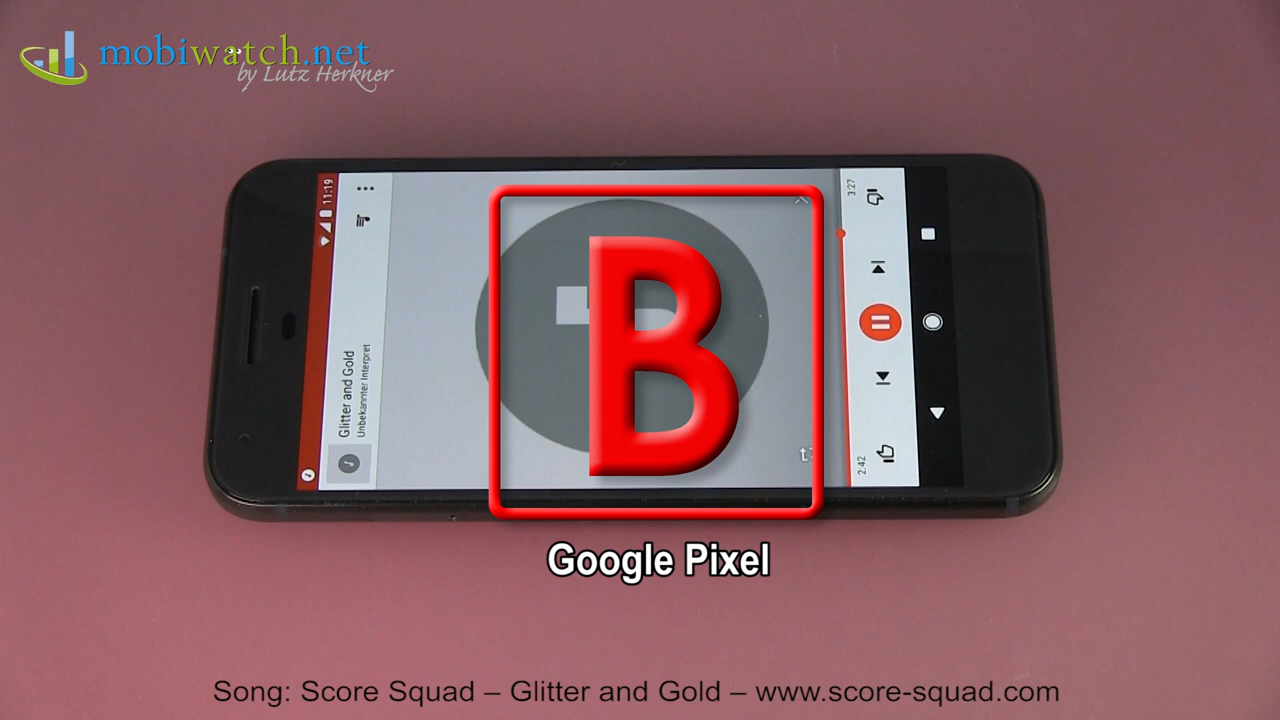 mobiwatch.net
by Lutz Herkner
11:19
Glitter and Gold
Unbekannter Interpret
3:27
2:42
B
Google Pixel
Song: Score Squad – Glitter and Gold – www.score-squad.com